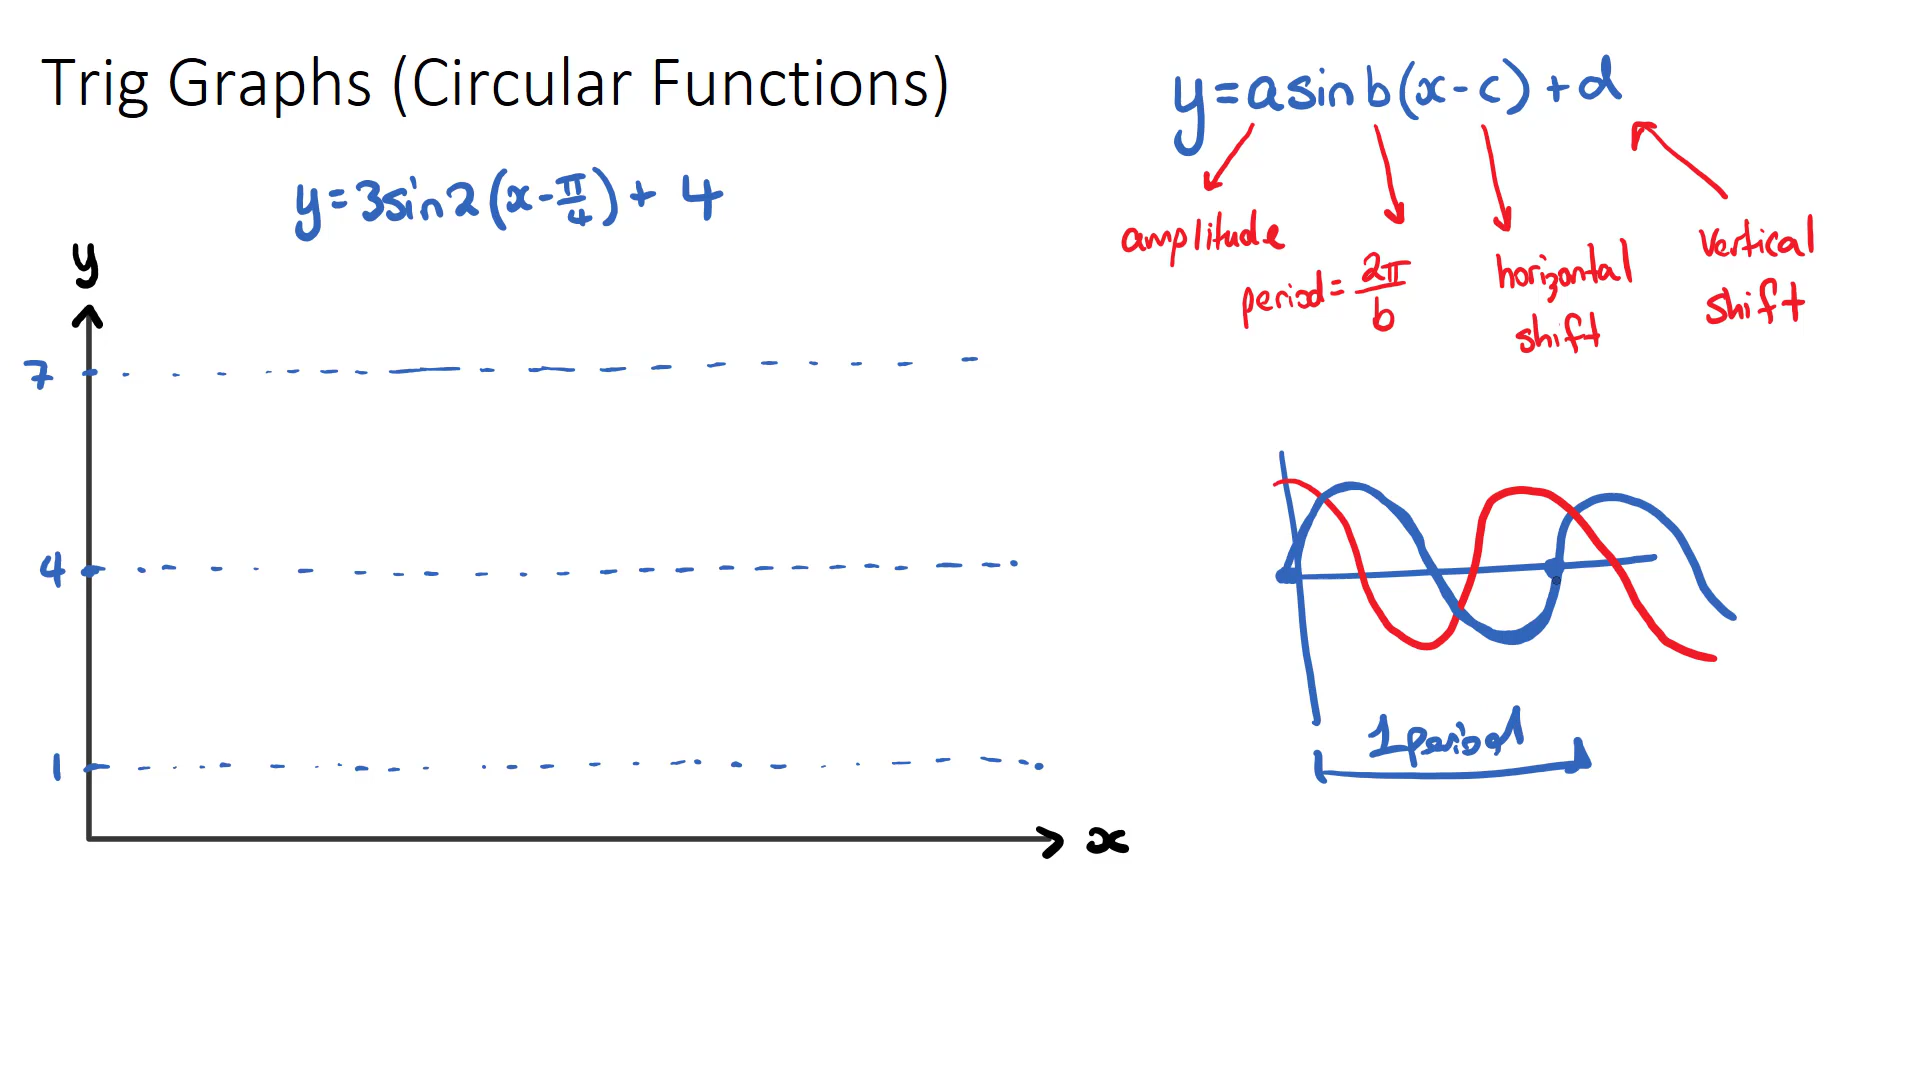 Trig Graphs (Circular Functions)
y=asinb(x-c)+d
y=3sin2(x-π/4)+4
amplitude
period=2π/b
horizontal
shift
vertical
shift
y
7
4
1
x
1 period